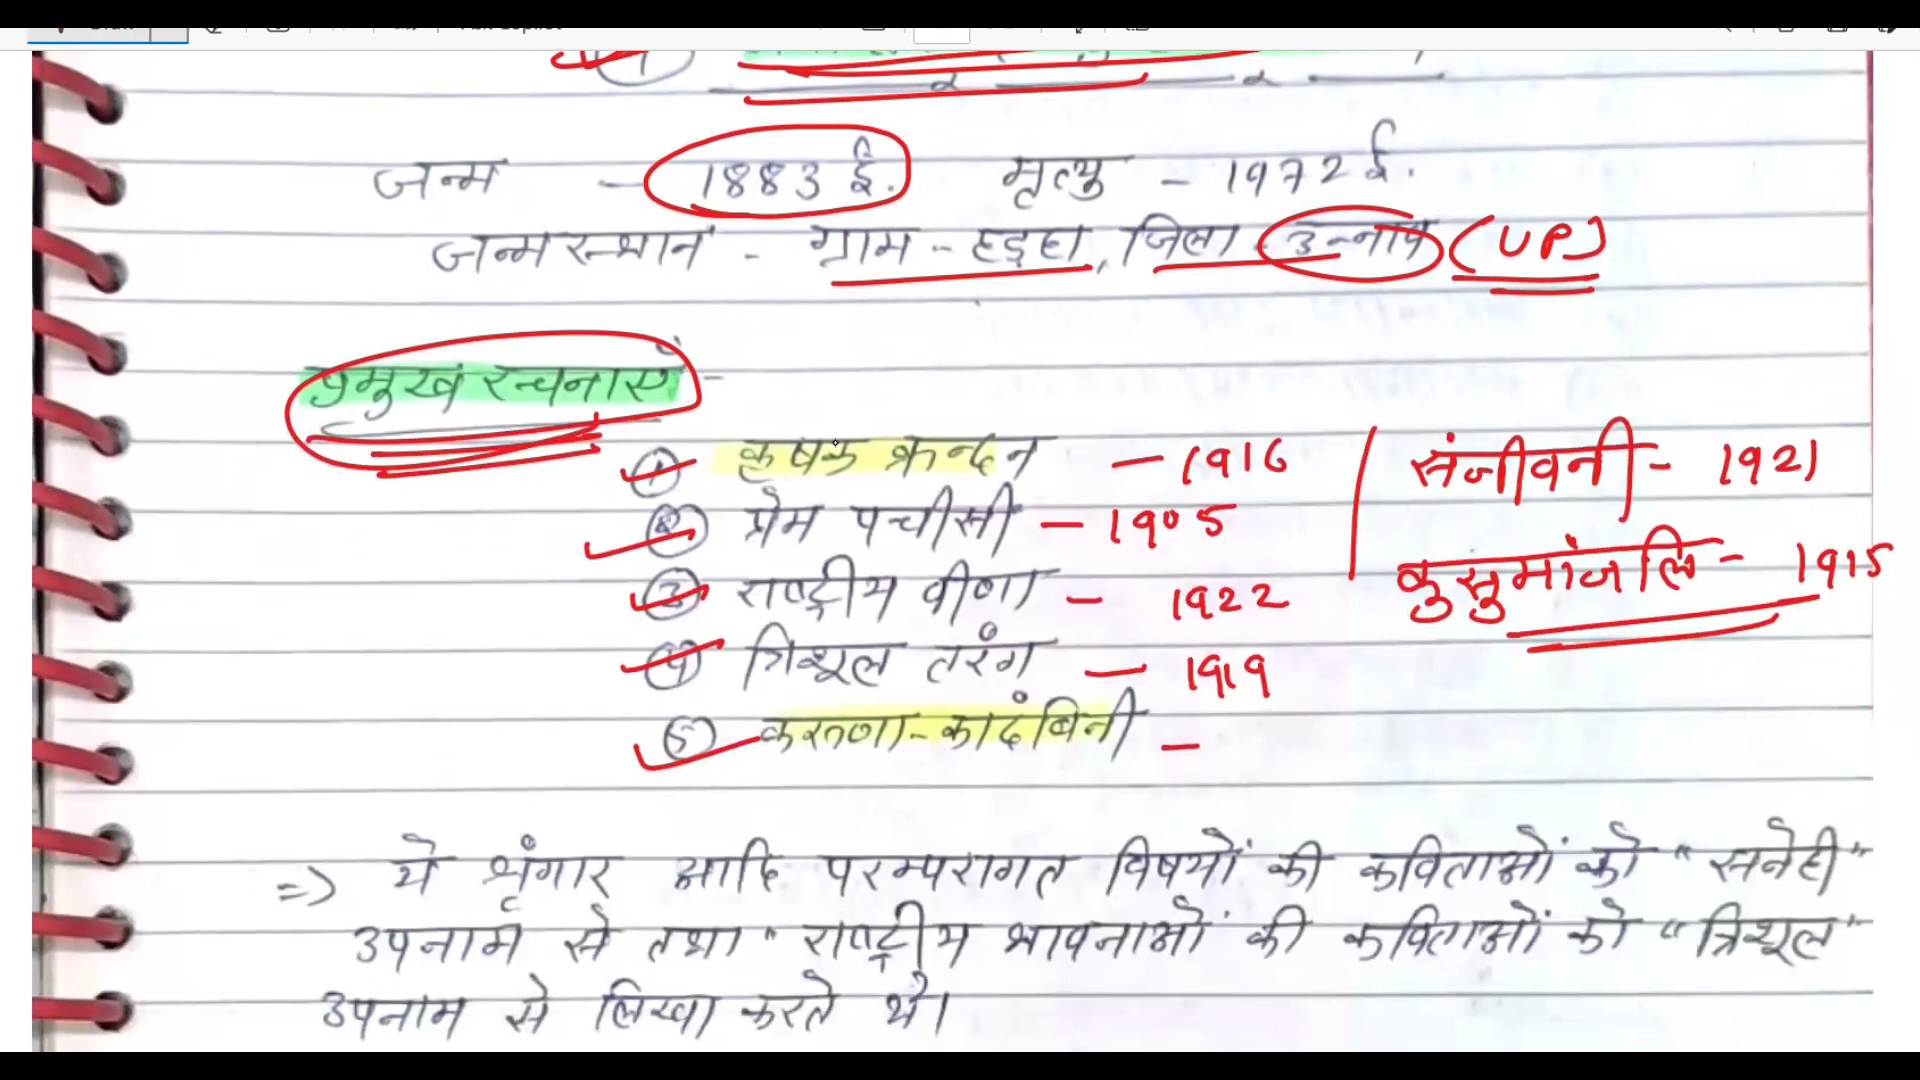 जन्म - 1883 ई. मृत्यु - 1972 ई.
जन्मस्थान - ग्राम - हड़हा, जिला - उन्नाव (UP)
प्रमुख रचनाएँ -
① कृषक क्रन्दन - 1916
② प्रेम पचीसी - 1905
③ राष्ट्रीय वीणा - 1922
④ त्रिशूल तरंग - 1919
⑤ करुणा-कादंबिनी -
संजीवनी - 1921
कुसुमांजलि - 1915
=> ये श्रृंगार आदि परम्परागत विषयों की कविताओं को "सनेही"
उपनाम से तथा "राष्ट्रीय भावनाओं की कविताओं को "त्रिशूल"
उपनाम से लिखा करते थे।